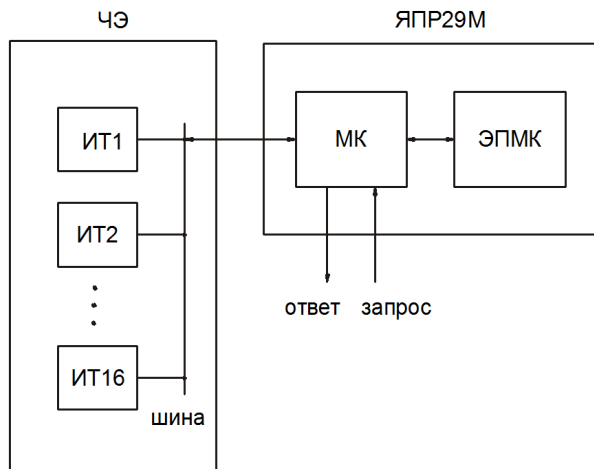 ЧЭ
ЯПР29М
ИТ1
МК
ЭПМК
ИТ2
ответ
запрос
ИТ16
шина